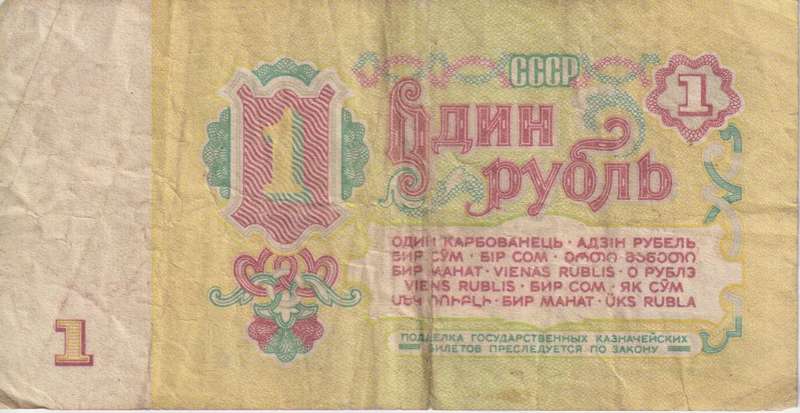 СССР
1
1
Один
рубль
ОДИН КАРБОВАНЕЦЬ · АДЗІН РУБЕЛЬ
БИР СЎМ · БІР СОМ · ᲔᲠᲗᲘ ᲛᲐᲜᲔᲗᲘ
БИР МАНАТ · VIENAS RUBLIS · О РУБЛЭ
VIENS RUBLIS · БИР СОМ · ЯК СӮМ
ՄԵԿ ՌՈՒԲԼԻ · БИР МАНАТ · ÜKS RUBLA
ПОДДЕЛКА ГОСУДАРСТВЕННЫХ КАЗНАЧЕЙСКИХ
БИЛЕТОВ ПРЕСЛЕДУЕТСЯ ПО ЗАКОНУ
1